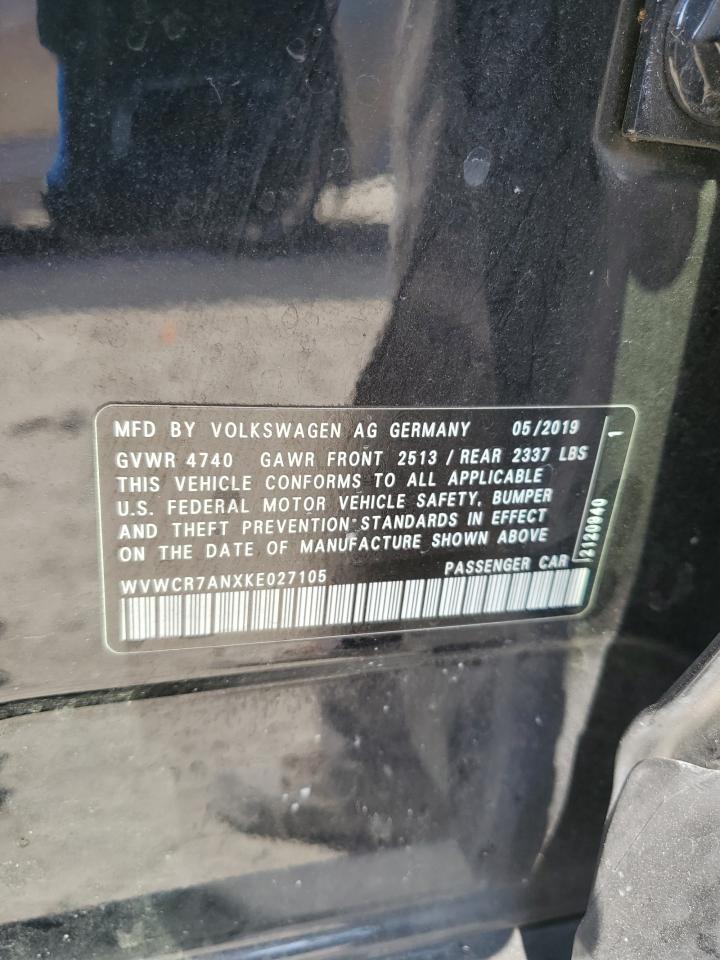 MFD BY VOLKSWAGEN AG GERMANY 05/2019
GVWR 4740 GAWR FRONT 2513 / REAR 2337 LBS
THIS VEHICLE CONFORMS TO ALL APPLICABLE
U.S. FEDERAL MOTOR VEHICLE SAFETY, BUMPER
AND THEFT PREVENTION STANDARDS IN EFFECT
ON THE DATE OF MANUFACTURE SHOWN ABOVE
PASSENGER CAR
WVWCR7ANXKE027105
2120940 1